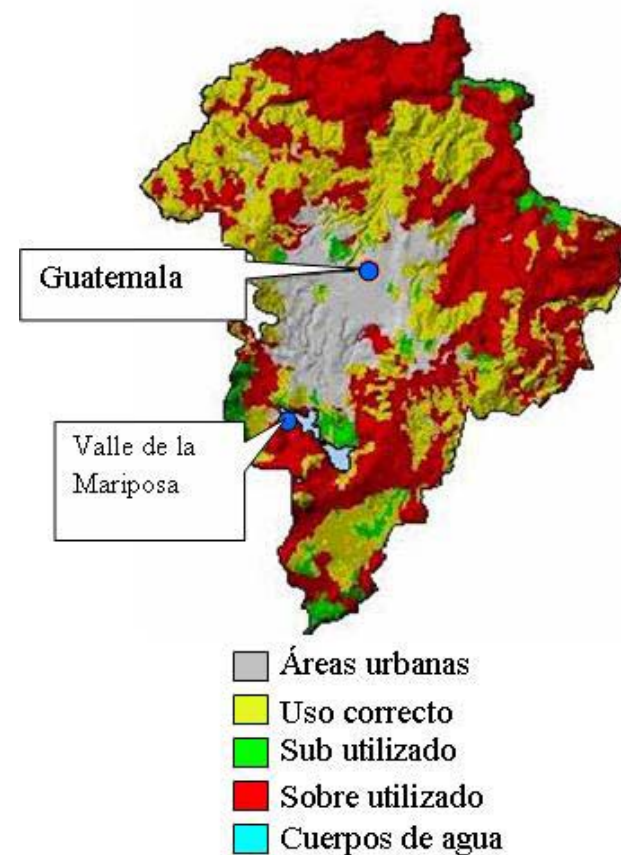 Guatemala
Valle de la
Mariposa
Áreas urbanas
Uso correcto
Sub utilizado
Sobre utilizado
Cuerpos de agua